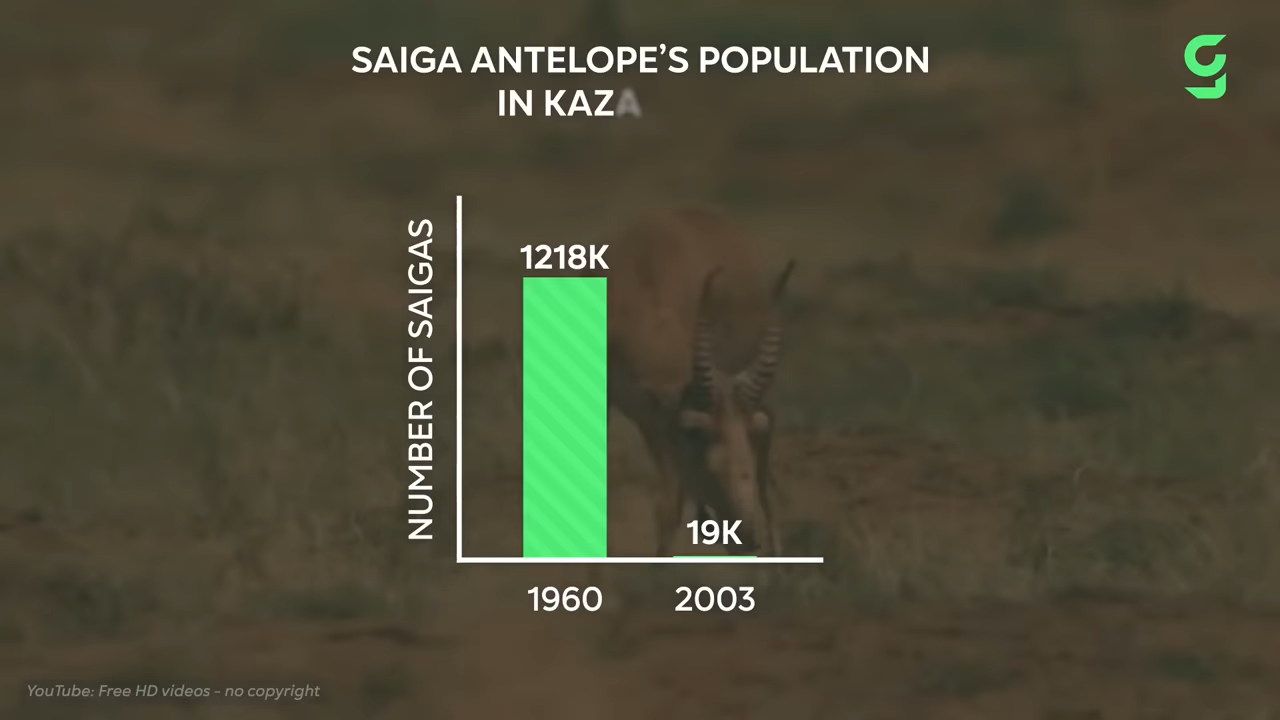 SAIGA ANTELOPE’S POPULATION
IN KAZA
NUMBER OF SAIGAS
1218K
19K
1960 2003
YouTube: Free HD videos - no copyright